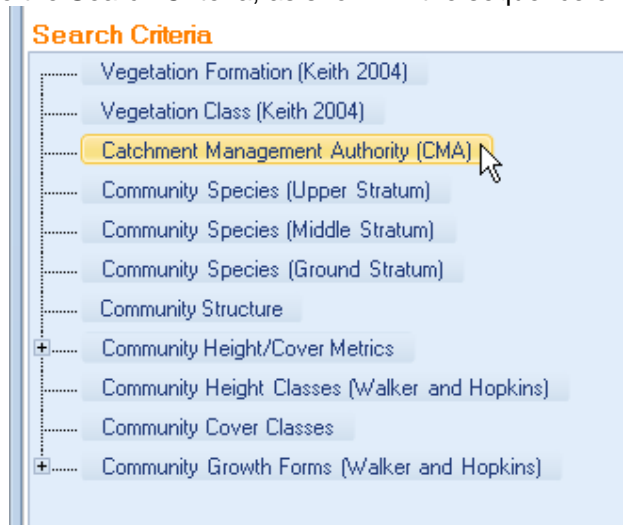 Search Criteria
Vegetation Formation (Keith 2004)
Vegetation Class (Keith 2004)
Catchment Management Authority (CMA)
Community Species (Upper Stratum)
Community Species (Middle Stratum)
Community Species (Ground Stratum)
Community Structure
Community Height/Cover Metrics
Community Height Classes (Walker and Hopkins)
Community Cover Classes
Community Growth Forms (Walker and Hopkins)